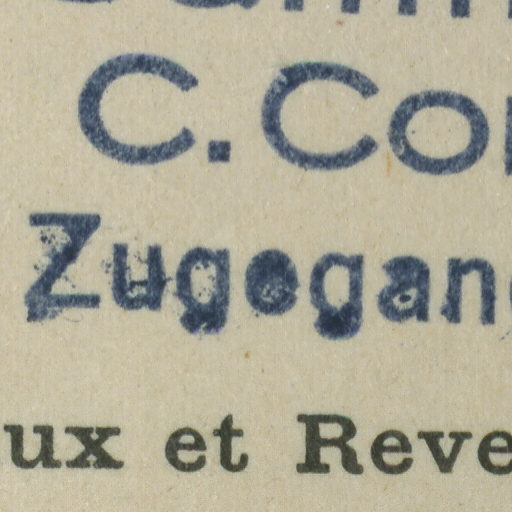 C. Co
Zugegan
ux et Reve